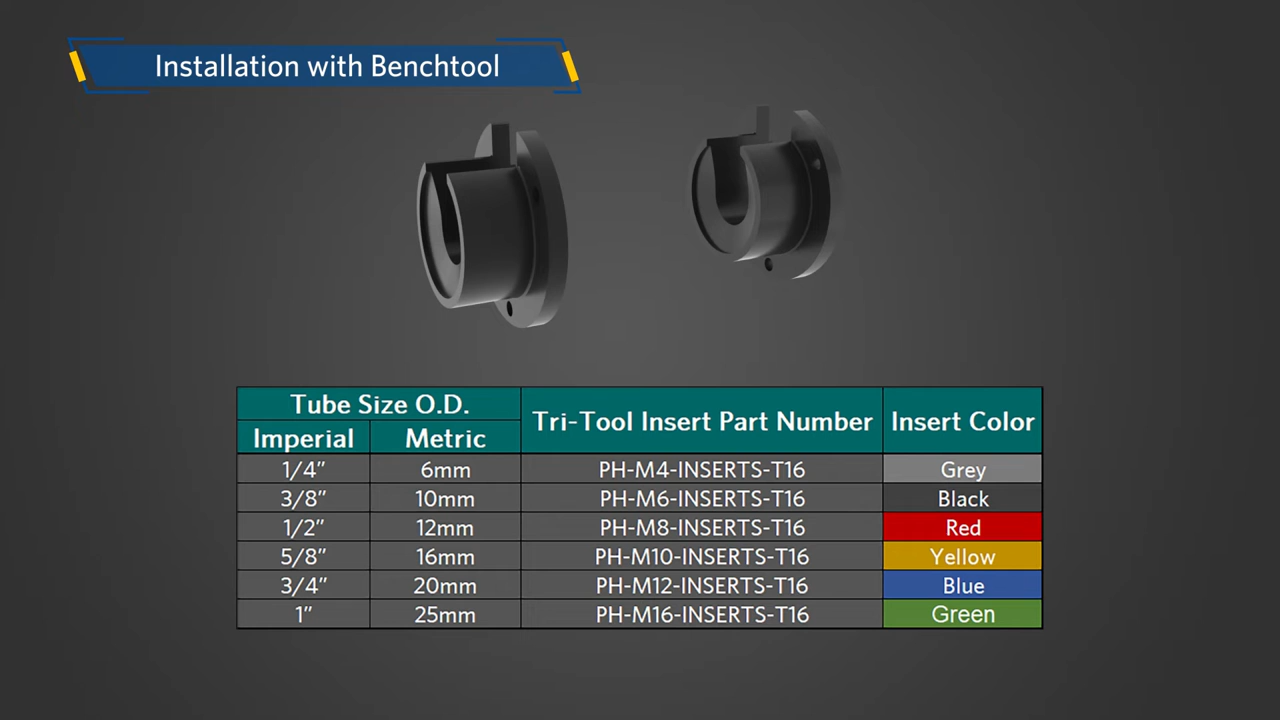 Installation with Benchtool
Tube Size O.D. Tri-Tool Insert Part Number Insert Color
Imperial Metric
1/4” 6mm PH-M4-INSERTS-T16 Grey
3/8” 10mm PH-M6-INSERTS-T16 Black
1/2” 12mm PH-M8-INSERTS-T16 Red
5/8” 16mm PH-M10-INSERTS-T16 Yellow
3/4” 20mm PH-M12-INSERTS-T16 Blue
1” 25mm PH-M16-INSERTS-T16 Green